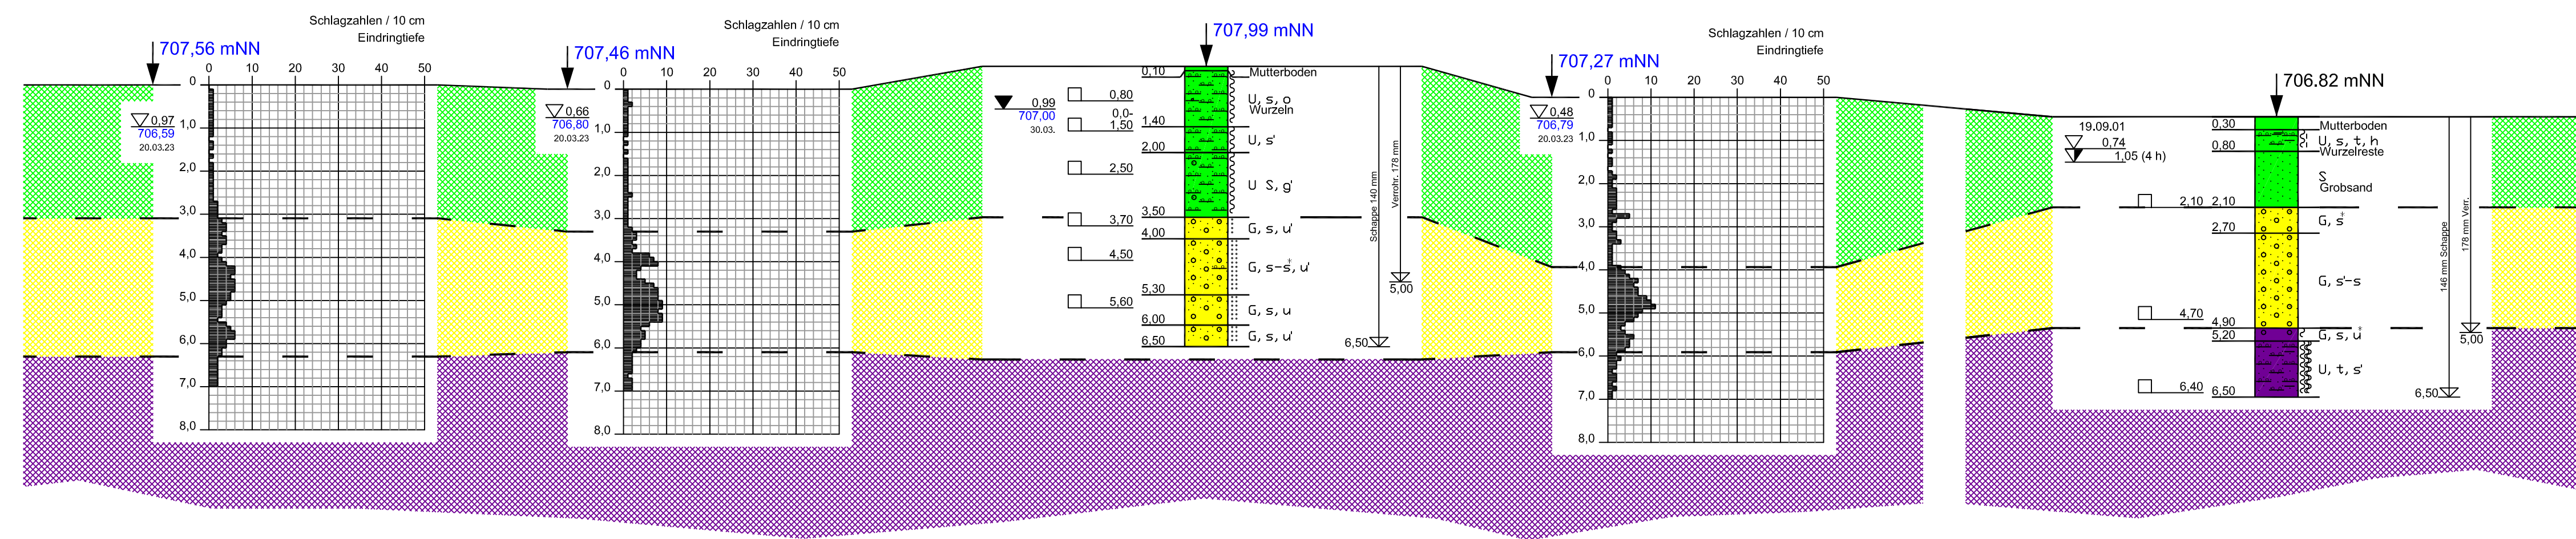 Schlagzahlen / 10 cm
Eindringtiefe
707,56 mNN
0 10 20 30 40 50
0
0,97
706,59
20.03.23
1,0
2,0
3,0
4,0
5,0
6,0
7,0
8,0
Schlagzahlen / 10 cm
Eindringtiefe
707,46 mNN
0 10 20 30 40 50
0
0,66
706,80
20.03.23
1,0
2,0
3,0
4,0
5,0
6,0
7,0
8,0
707,99 mNN
0,99
707,00
30.03.
0,80
0,0-
1,50
2,50
3,70
4,50
5,60
0,10
1,40
2,00
3,50
4,00
5,30
6,00
6,50
Mutterboden
U, s, o
Wurzeln
U, s'
U S, g'
G, s, u'
G, s-s⁺, u'
G, s, u
G, s, u'
Schappe 140 mm
6,50
Verrohr. 178 mm
5,00
Schlagzahlen / 10 cm
Eindringtiefe
707,27 mNN
0 10 20 30 40 50
0
0,48
706,79
20.03.23
1,0
2,0
3,0
4,0
5,0
6,0
7,0
8,0
706.82 mNN
19.09.01
0,74
1,05 (4 h)
2,10
4,70
6,40
0,30
0,80
2,10
2,70
4,90
5,20
6,50
Mutterboden
U, s, t, h
Wurzelreste
S
Grobsand
G, s⁺
G, s'-s
G, s, u⁺
U, t, s'
146 mm Schappe
6,50
178 mm Verr.
5,00